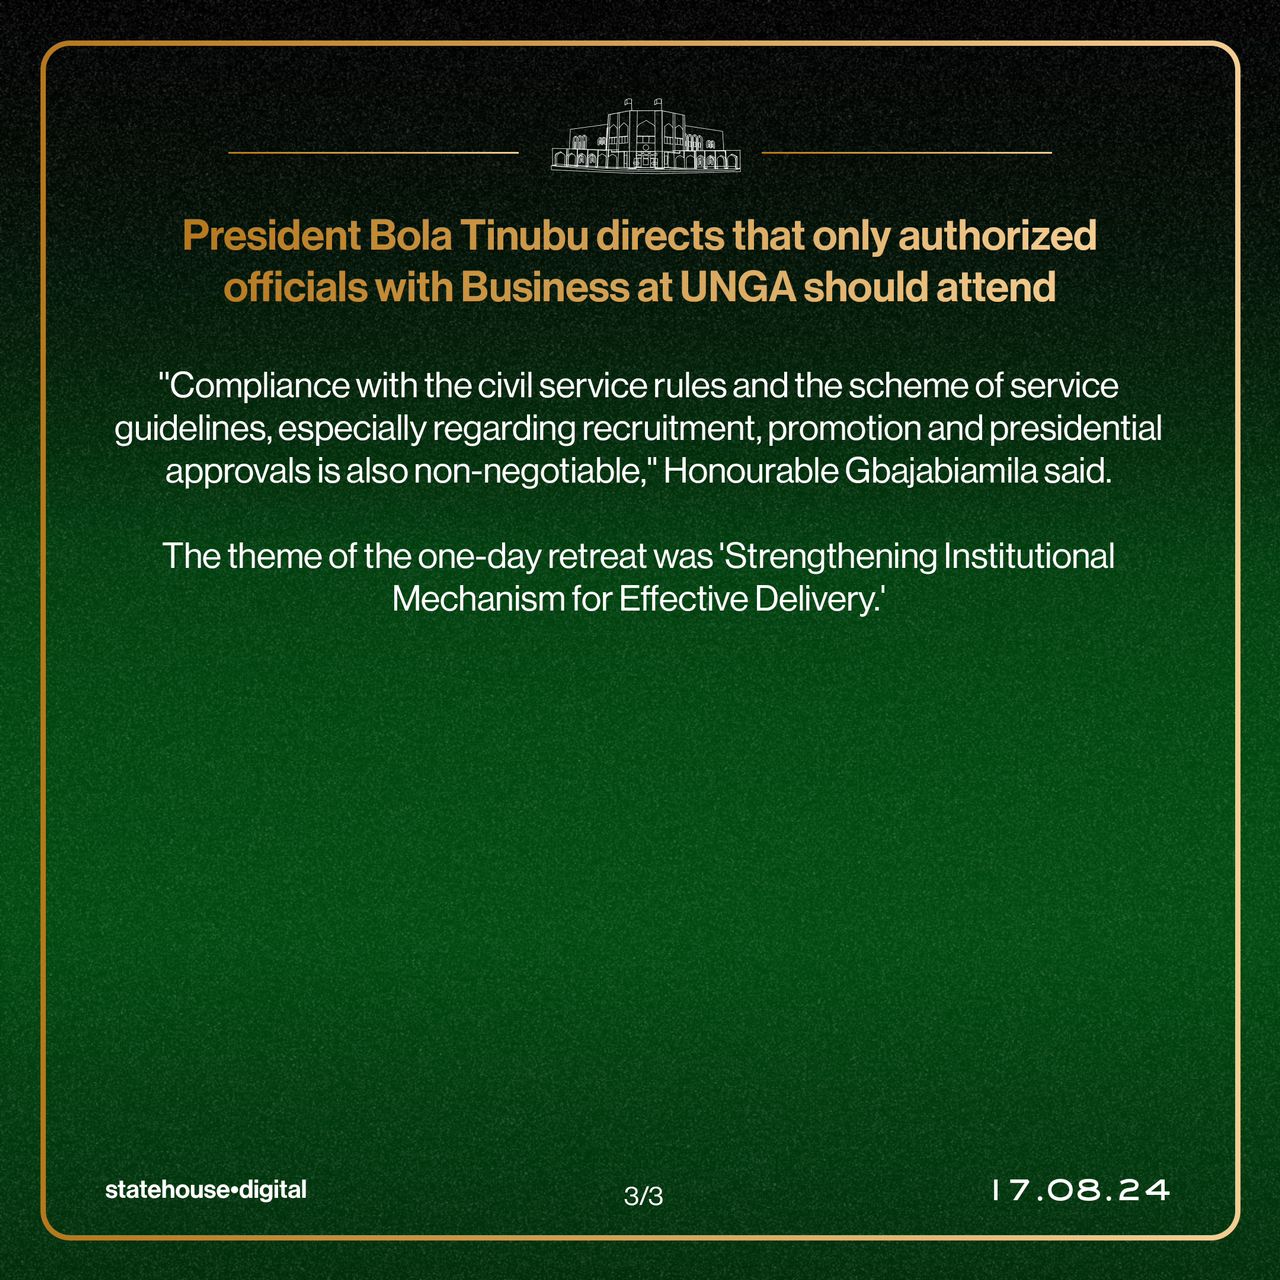 President Bola Tinubu directs that only authorized
officials with Business at UNGA should attend
"Compliance with the civil service rules and the scheme of service
guidelines, especially regarding recruitment, promotion and presidential
approvals is also non-negotiable," Honourable Gbajabiamila said.
The theme of the one-day retreat was 'Strengthening Institutional
Mechanism for Effective Delivery.'
statehouse•digital
3/3
17.08.24